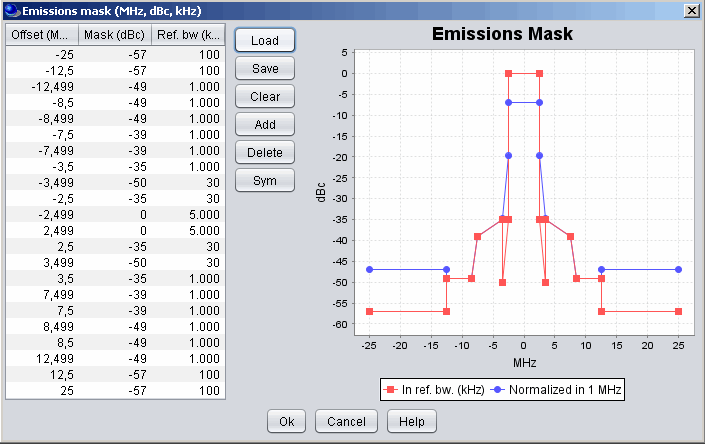 Emissions mask (MHz, dBc, kHz)
Offset (M... Mask (dBc) Ref. bw (k...
-25 -57 100
-12,5 -57 100
-12,499 -49 1.000
-8,5 -49 1.000
-8,499 -49 1.000
-7,5 -39 1.000
-7,499 -39 1.000
-3,5 -35 1.000
-3,499 -50 30
-2,5 -35 30
-2,499 0 5.000
2,499 0 5.000
2,5 -35 30
3,499 -50 30
3,5 -35 1.000
7,499 -39 1.000
7,5 -39 1.000
8,499 -49 1.000
8,5 -49 1.000
12,499 -49 1.000
12,5 -57 100
25 -57 100
Load
Save
Clear
Add
Delete
Sym
Emissions Mask
5
0
-5
-10
-15
-20
-25
-30
-35
-40
-45
-50
-55
-60
dBc
-25 -20 -15 -10 -5 0 5 10 15 20 25
MHz
In ref. bw. (kHz) Normalized in 1 MHz
Ok Cancel Help